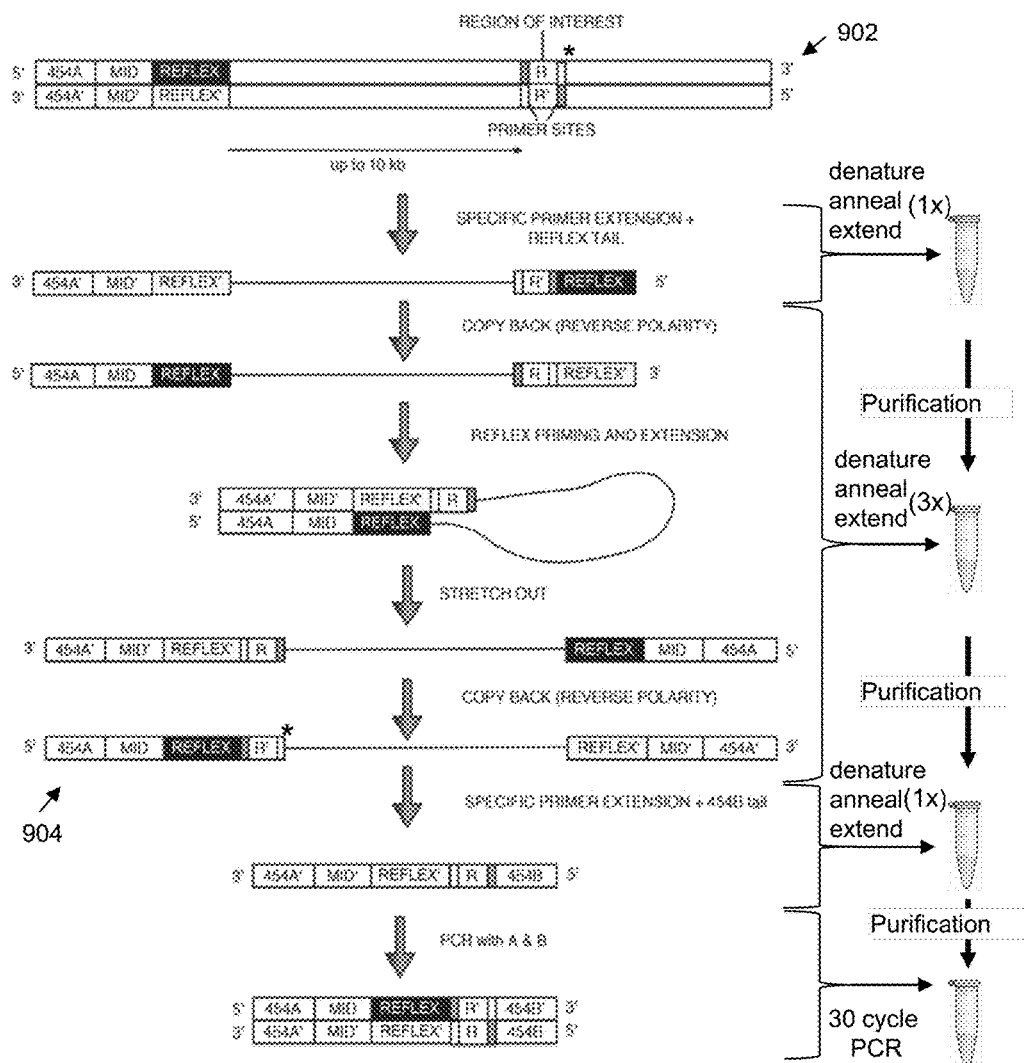 REGION OF INTEREST
*
902
5' 454A MID REFLEX R 3'
3' 454A' MID' REFLEX' R' 5'
PRIMER SITES
up to 10 kb
denature
anneal (1x)
extend
SPECIFIC PRIMER EXTENSION +
REFLEX TAIL
3' 454A' MID' REFLEX' R' REFLEX 5'
COPY BACK (REVERSE POLARITY)
Purification
5' 454A MID REFLEX R REFLEX' 3'
REFLEX PRIMING AND EXTENSION
denature
anneal (3x)
extend
3' 454A' MID' REFLEX' R
5' 454A MID REFLEX
STRETCH OUT
3' 454A' MID' REFLEX' R REFLEX MID 454A 5'
COPY BACK (REVERSE POLARITY)
Purification
*
5' 454A MID REFLEX R' REFLEX' MID' 454A' 3'
904
SPECIFIC PRIMER EXTENSION + 454B tail
denature
anneal (1x)
extend
3' 454A' MID' REFLEX' R 454B 5'
PCR with A & B
Purification
5' 454A MID REFLEX R' 454B' 3'
3' 454A' MID' REFLEX' R 454B 5'
30 cycle
PCR